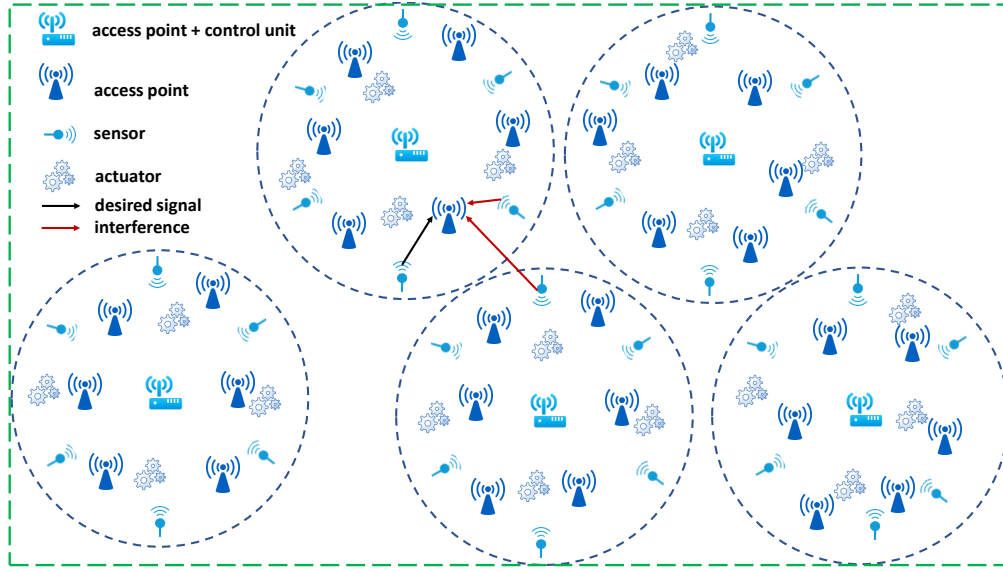 access point + control unit
access point
sensor
actuator
desired signal
interference